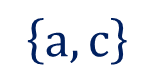 {a, c}